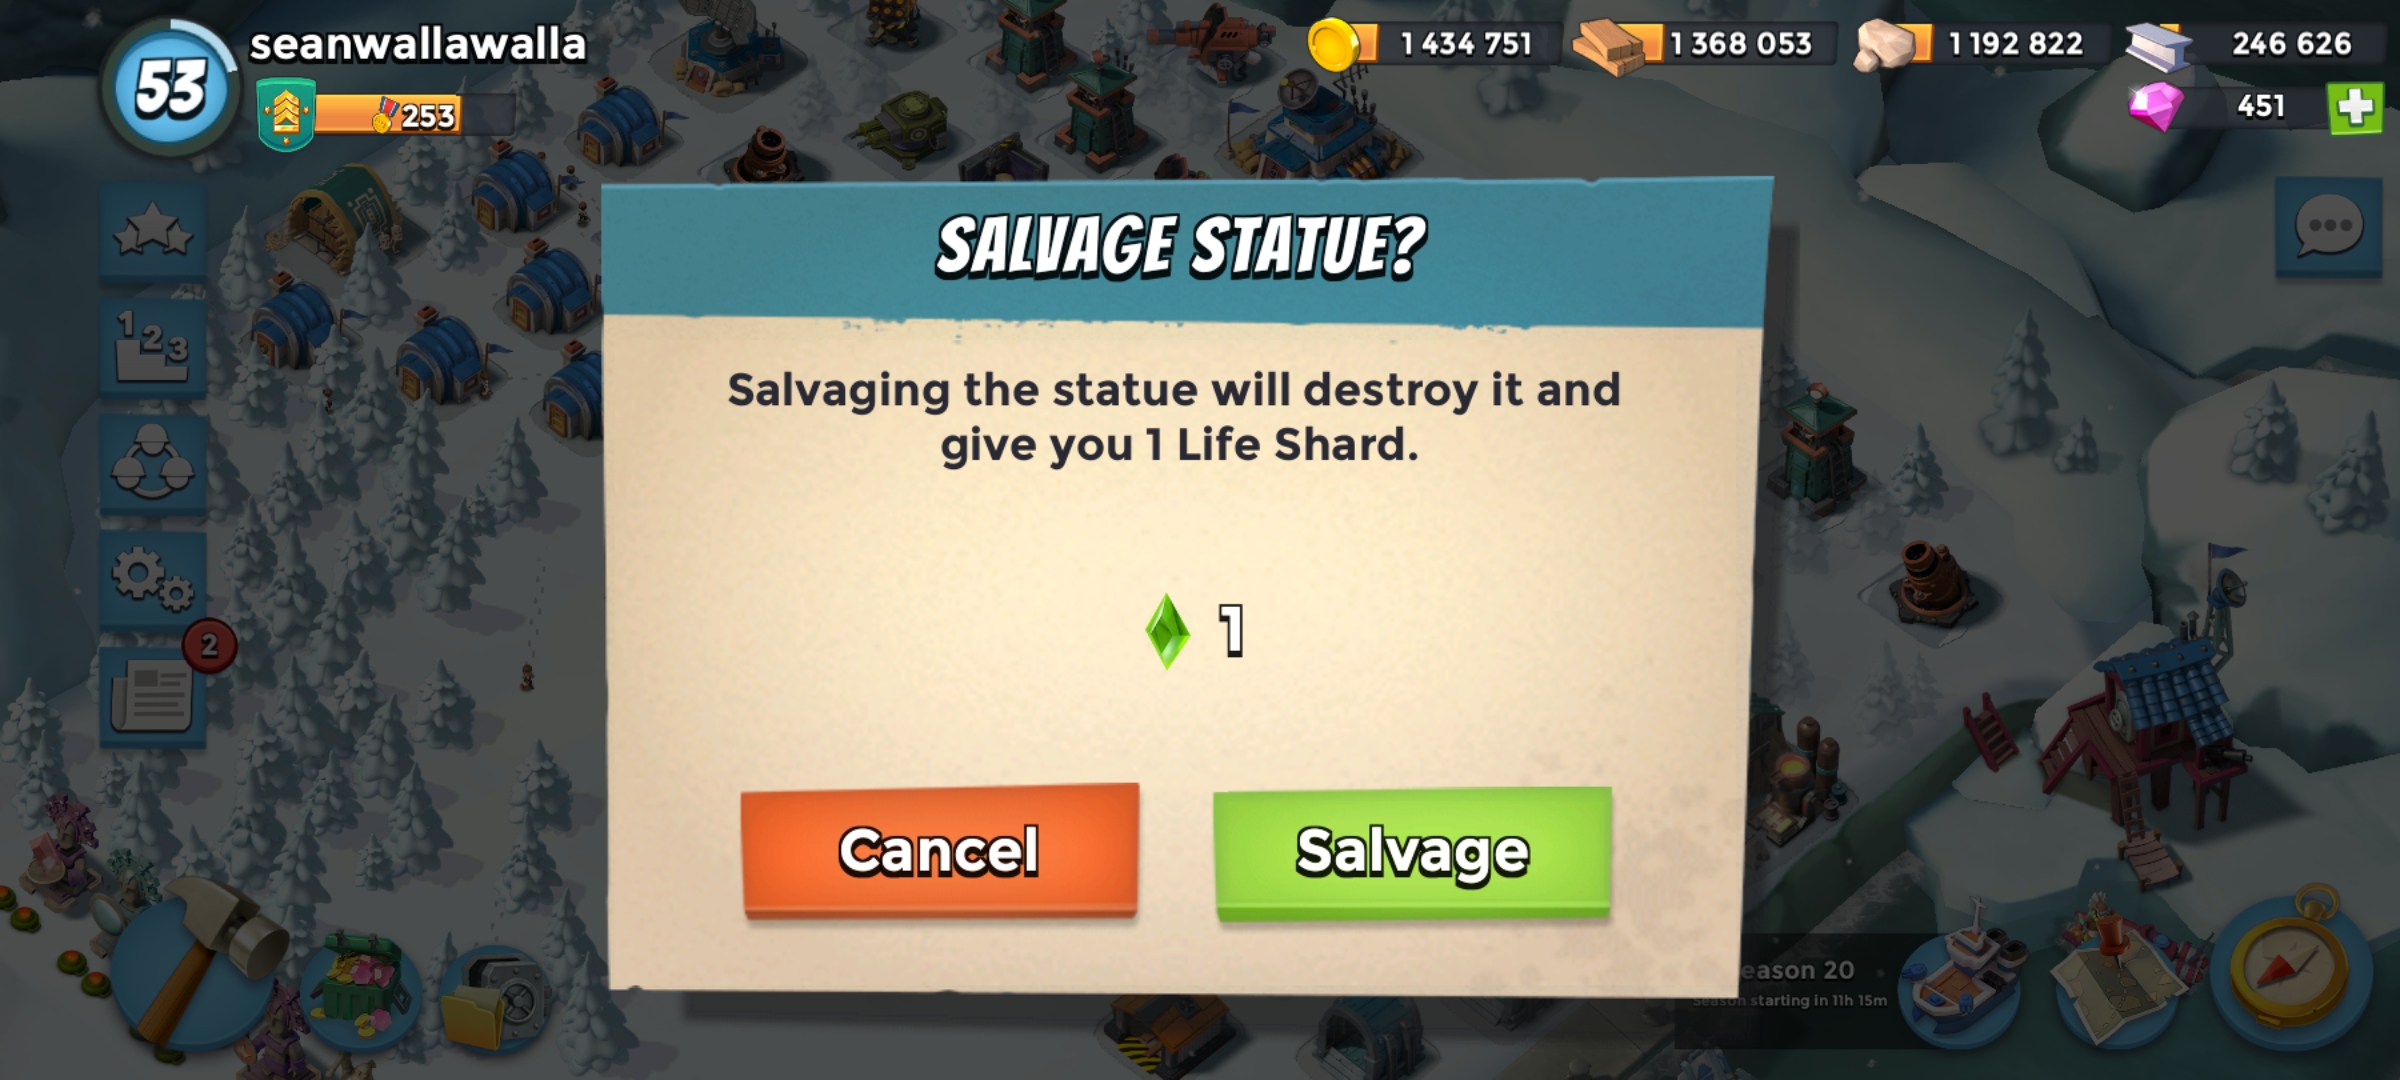 53
seanwallawalla
253
1 434 751
1 368 053
1 192 822
246 626
451
1 2 3
2
SALVAGE STATUE?
Salvaging the statue will destroy it and
give you 1 Life Shard.
1
Cancel
Salvage
eason 20
Season starting in 11h 15m